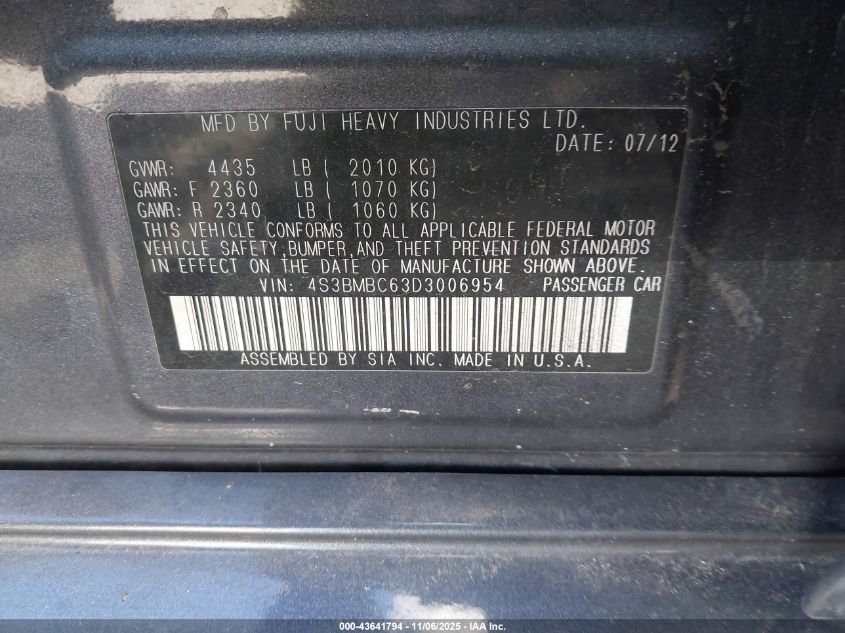 MFD BY FUJI HEAVY INDUSTRIES LTD.
DATE: 07/12
GVWR: 4435 LB ( 2010 KG)
GAWR: F 2360 LB ( 1070 KG)
GAWR: R 2340 LB ( 1060 KG)
THIS VEHICLE CONFORMS TO ALL APPLICABLE FEDERAL MOTOR
VEHICLE SAFETY,BUMPER,AND THEFT PREVENTION STANDARDS
IN EFFECT ON THE DATE OF MANUFACTURE SHOWN ABOVE.
VIN: 4S3BMBC63D3006954 PASSENGER CAR
ASSEMBLED BY SIA INC. MADE IN U.S.A.
000-43641794 - 11/06/2025 - IAAI.COM